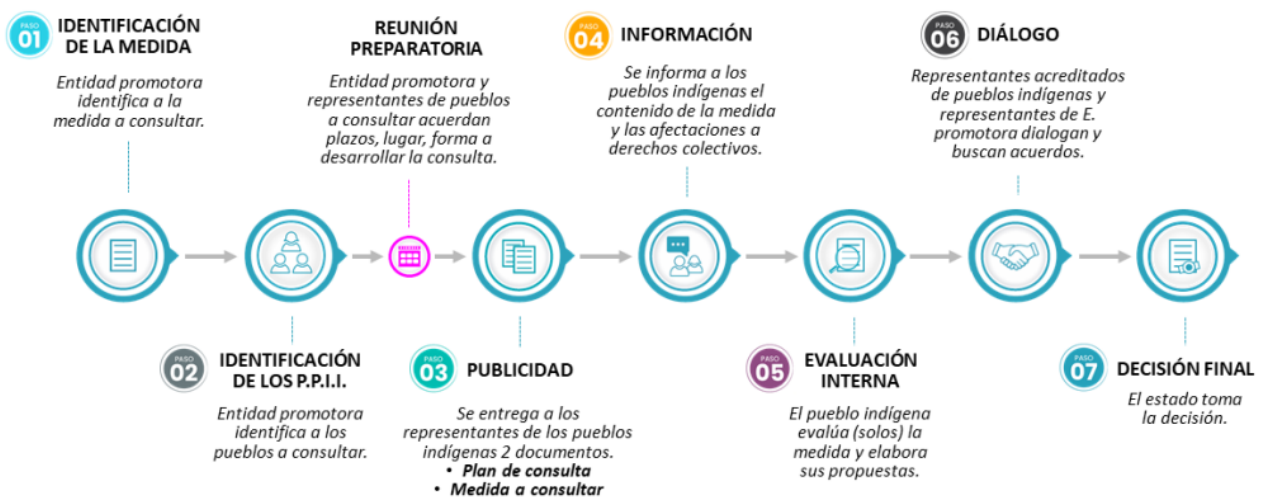 PASO
01
IDENTIFICACIÓN
DE LA MEDIDA
Entidad promotora
identifica a la
medida a consultar.
PASO
02
IDENTIFICACIÓN
DE LOS P.P.I.I.
Entidad promotora
identifica a los
pueblos a consultar.
REUNIÓN
PREPARATORIA
Entidad promotora y
representantes de pueblos
a consultar acuerdan
plazos, lugar, forma a
desarrollar la consulta.
PASO
03
PUBLICIDAD
Se entrega a los
representantes de los pueblos
indígenas 2 documentos.
• Plan de consulta
• Medida a consultar
PASO
04
INFORMACIÓN
Se informa a los
pueblos indígenas el
contenido de la medida
y las afectaciones a
derechos colectivos.
PASO
05
EVALUACIÓN
INTERNA
El pueblo indígena
evalúa (solos) la
medida y elabora
sus propuestas.
PASO
06
DIÁLOGO
Representantes acreditados
de pueblos indígenas y
representantes de E.
promotora dialogan y
buscan acuerdos.
PASO
07
DECISIÓN FINAL
El estado toma
la decisión.